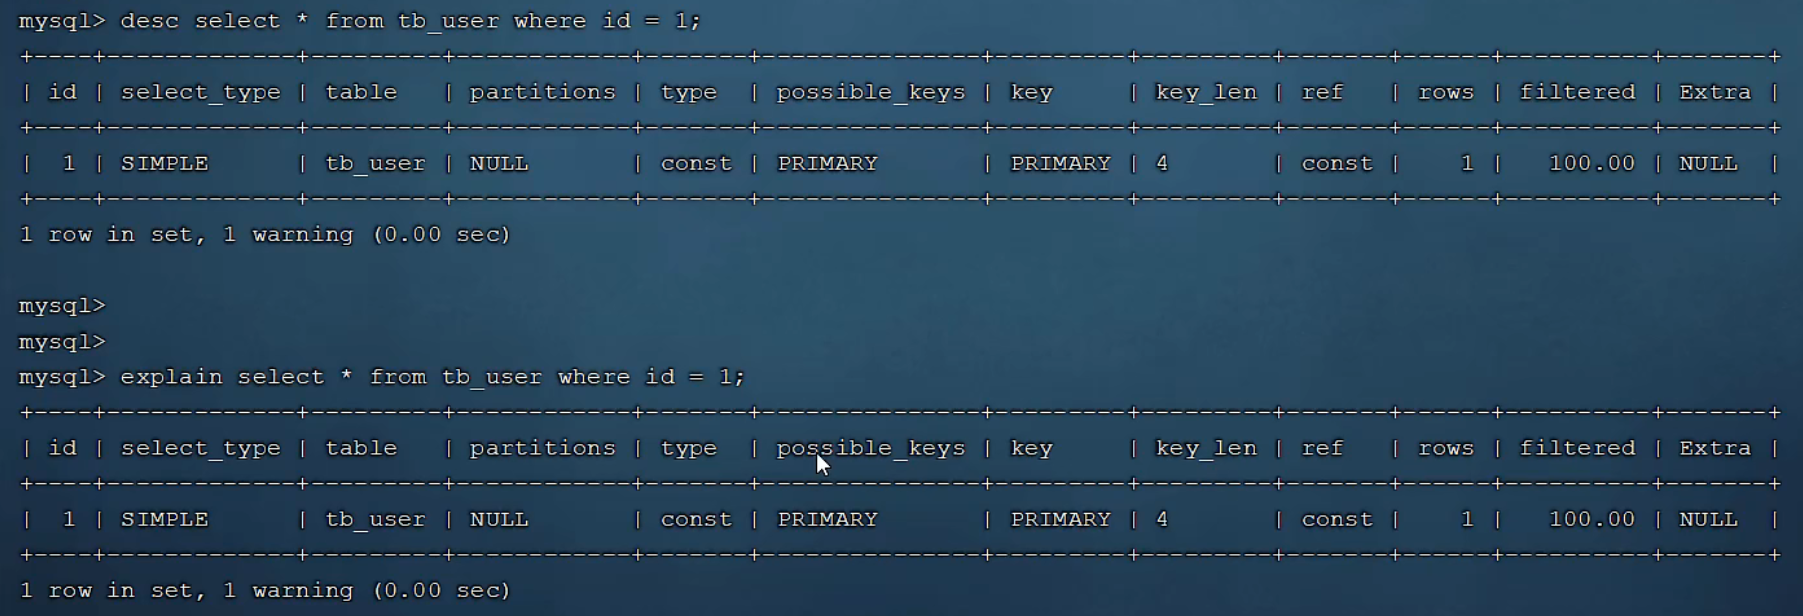 mysql> desc select * from tb_user where id = 1;
+----+-------------+---------+------------+-------+---------------+---------+---------+-------+------+----------+-------+
| id | select_type | table   | partitions | type  | possible_keys | key     | key_len | ref   | rows | filtered | Extra |
+----+-------------+---------+------------+-------+---------------+---------+---------+-------+------+----------+-------+
|  1 | SIMPLE      | tb_user | NULL       | const | PRIMARY       | PRIMARY | 4       | const |    1 |   100.00 | NULL  |
+----+-------------+---------+------------+-------+---------------+---------+---------+-------+------+----------+-------+
1 row in set, 1 warning (0.00 sec)
mysql>
mysql>
mysql> explain select * from tb_user where id = 1;
+----+-------------+---------+------------+-------+---------------+---------+---------+-------+------+----------+-------+
| id | select_type | table   | partitions | type  | possible_keys | key     | key_len | ref   | rows | filtered | Extra |
+----+-------------+---------+------------+-------+---------------+---------+---------+-------+------+----------+-------+
|  1 | SIMPLE      | tb_user | NULL       | const | PRIMARY       | PRIMARY | 4       | const |    1 |   100.00 | NULL  |
+----+-------------+---------+------------+-------+---------------+---------+---------+-------+------+----------+-------+
1 row in set, 1 warning (0.00 sec)